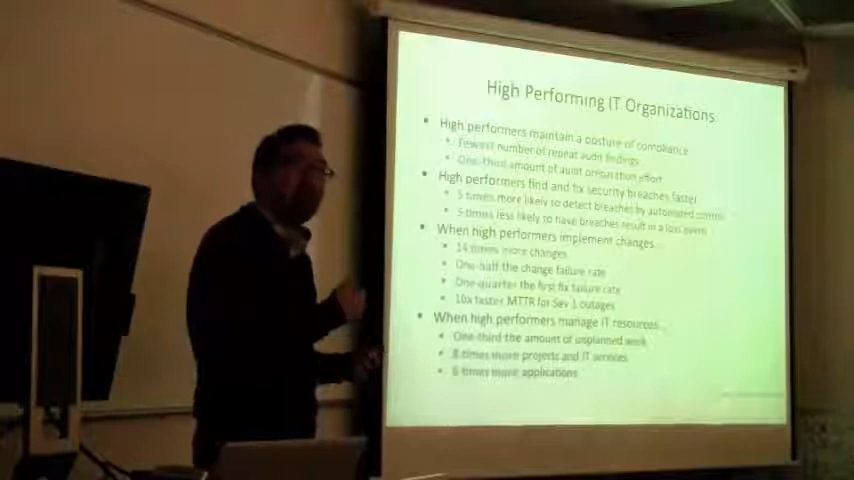 High Performing IT Organizations
• High performers maintain a posture of compliance
• Fewest number of repeat audit findings
• One-third amount of audit preparation effort
• High performers find and fix security breaches faster
• 5 times more likely to detect breaches by automated control
• 5 times less likely to have breaches result in a loss event
• When high performers implement changes...
• 14 times more changes
• One-half the change failure rate
• One-quarter the first fix failure rate
• 10x faster MTTR for Sev 1 outages
• When high performers manage IT resources...
• One-third the amount of unplanned work
• 8 times more projects and IT services
• 6 times more applications